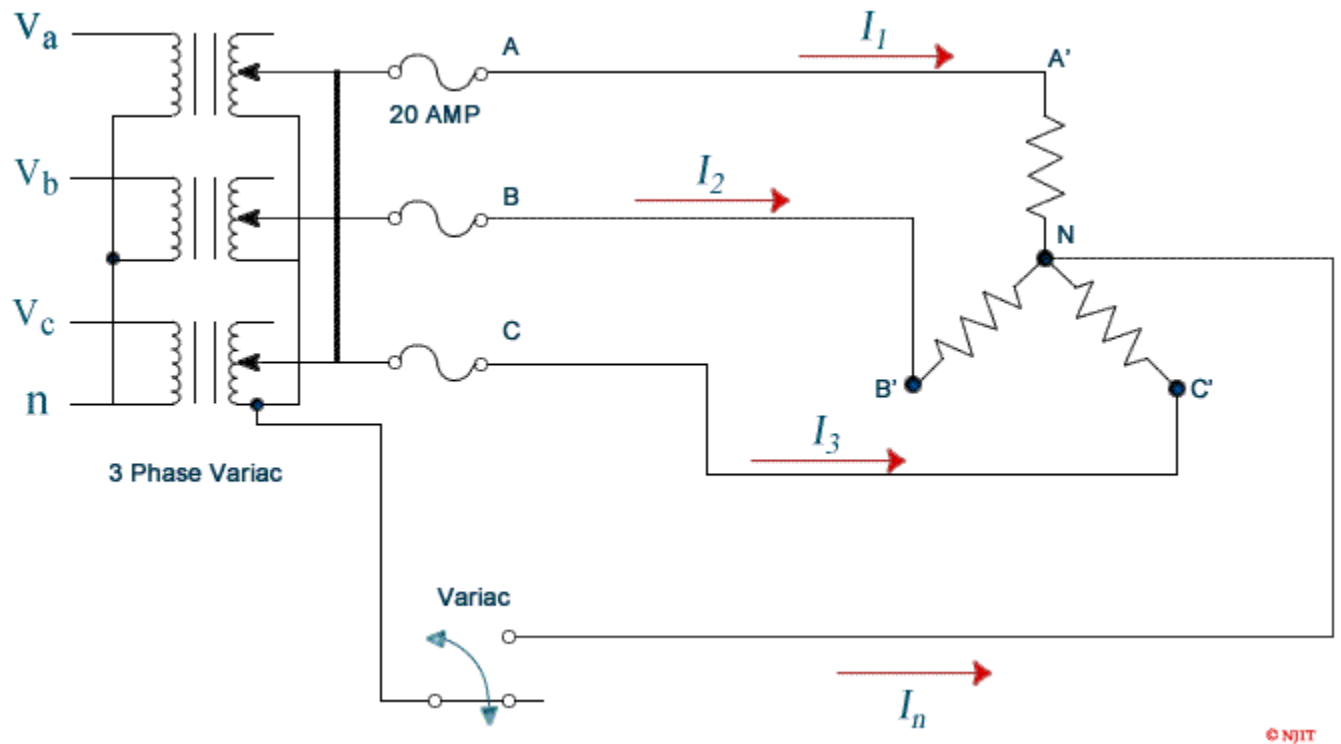 Va
A
I1
A'
20 AMP
Vb
B
I2
N
Vc
C
B'
C'
n
I3
3 Phase Variac
Variac
In
© NJIT